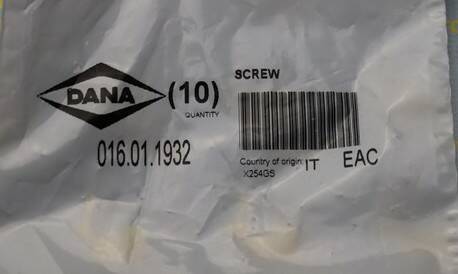 DANA
(10)
QUANTITY
016.01.1932
SCREW
Country of origin: IT EAC
X254GS